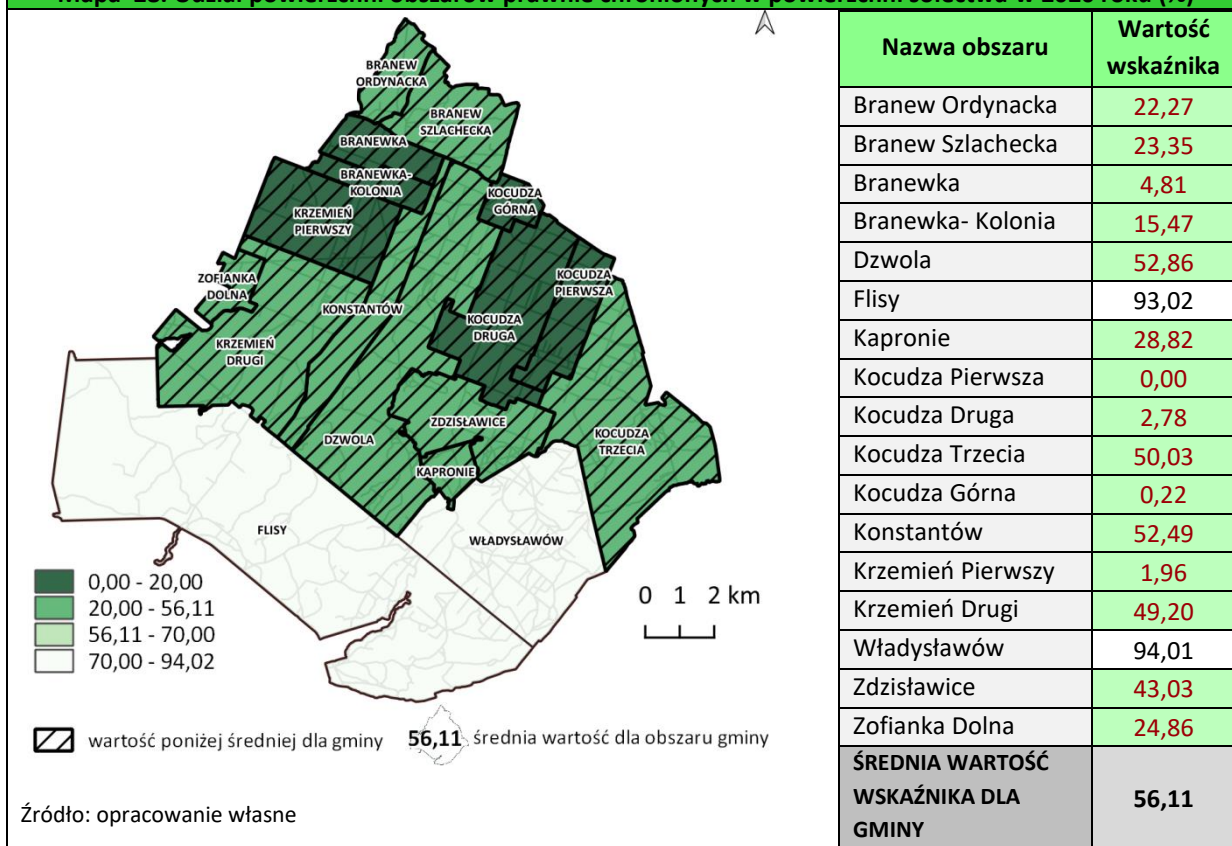 BRANEW
ORDYNACKA
BRANEW
SZLACHECKA
BRANEWKA
BRANEWKA-
KOLONIA
KOCUDZA
GÓRNA
KRZEMIEŃ
PIERWSZY
ZOFIANKA
DOLNA
KOCUDZA
PIERWSZA
KONSTANTÓW
KOCUDZA
DRUGA
KRZEMIEŃ
DRUGI
ZDZISŁAWICE
DZWOLA
KOCUDZA
TRZECIA
KAPRONIE
FLISY
WŁADYSŁAWÓW
0,00 - 20,00
20,00 - 56,11
56,11 - 70,00
70,00 - 94,02
0 1 2 km
wartość poniżej średniej dla gminy
56,11 średnia wartość dla obszaru gminy
Źródło: opracowanie własne
Nazwa obszaru Wartość
wskaźnika
Branew Ordynacka 22,27
Branew Szlachecka 23,35
Branewka 4,81
Branewka- Kolonia 15,47
Dzwola 52,86
Flisy 93,02
Kapronie 28,82
Kocudza Pierwsza 0,00
Kocudza Druga 2,78
Kocudza Trzecia 50,03
Kocudza Górna 0,22
Konstantów 52,49
Krzemień Pierwszy 1,96
Krzemień Drugi 49,20
Władysławów 94,01
Zdzisławice 43,03
Zofianka Dolna 24,86
ŚREDNIA WARTOŚĆ
WSKAŹNIKA DLA 56,11
GMINY